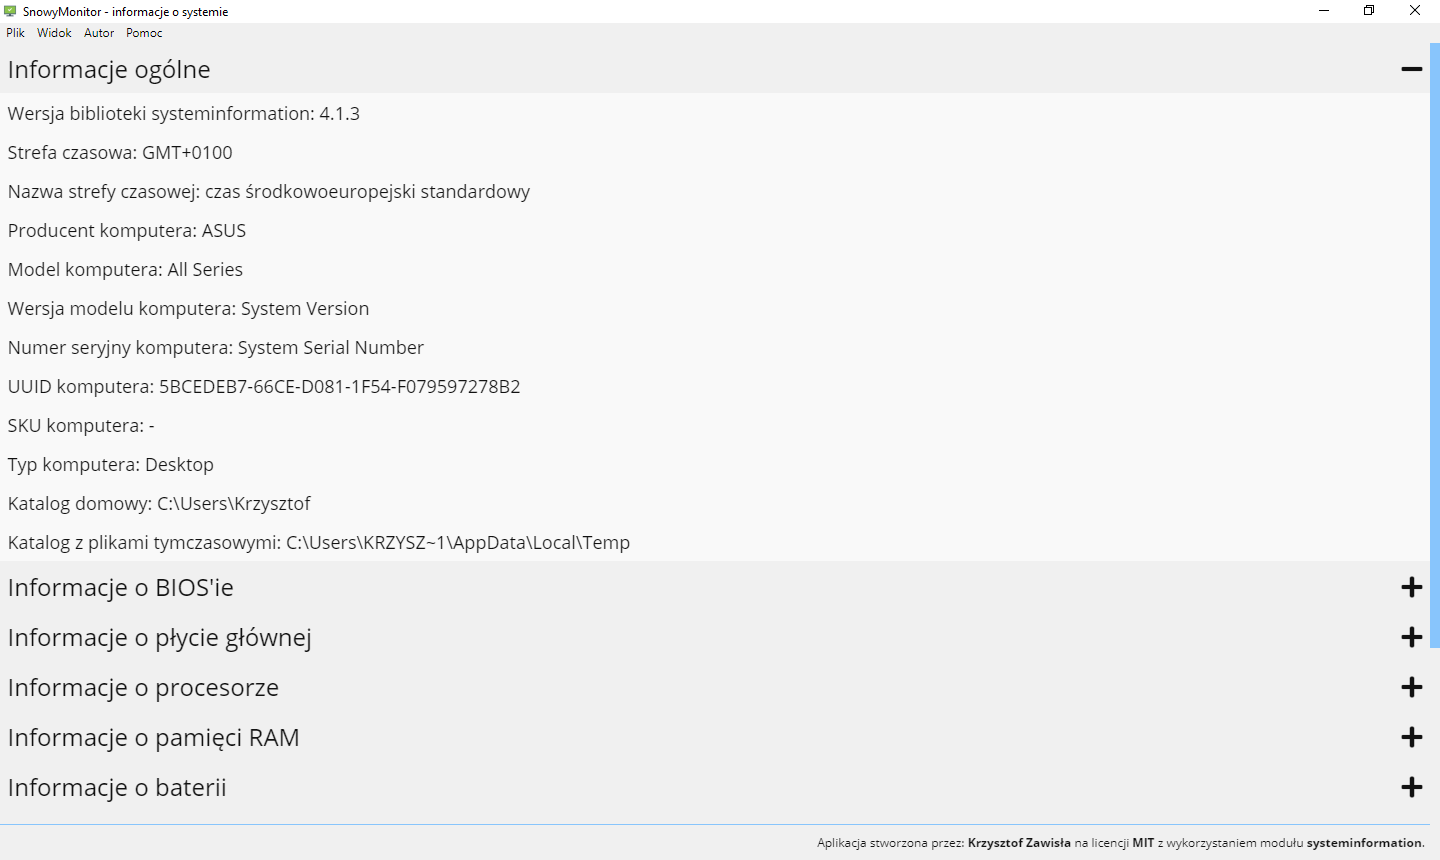 SnowyMonitor - informacje o systemie
Plik Widok Autor Pomoc
Informacje ogólne
Wersja biblioteki systeminformation: 4.1.3
Strefa czasowa: GMT+0100
Nazwa strefy czasowej: czas środkowoeuropejski standardowy
Producent komputera: ASUS
Model komputera: All Series
Wersja modelu komputera: System Version
Numer seryjny komputera: System Serial Number
UUID komputera: 5BCEDEB7-66CE-D081-1F54-F079597278B2
SKU komputera: -
Typ komputera: Desktop
Katalog domowy: C:\Users\Krzysztof
Katalog z plikami tymczasowymi: C:\Users\KRZYSZ~1\AppData\Local\Temp
Informacje o BIOS'ie
Informacje o płycie głównej
Informacje o procesorze
Informacje o pamięci RAM
Informacje o baterii
Aplikacja stworzona przez: Krzysztof Zawisła na licencji MIT z wykorzystaniem modułu systeminformation.